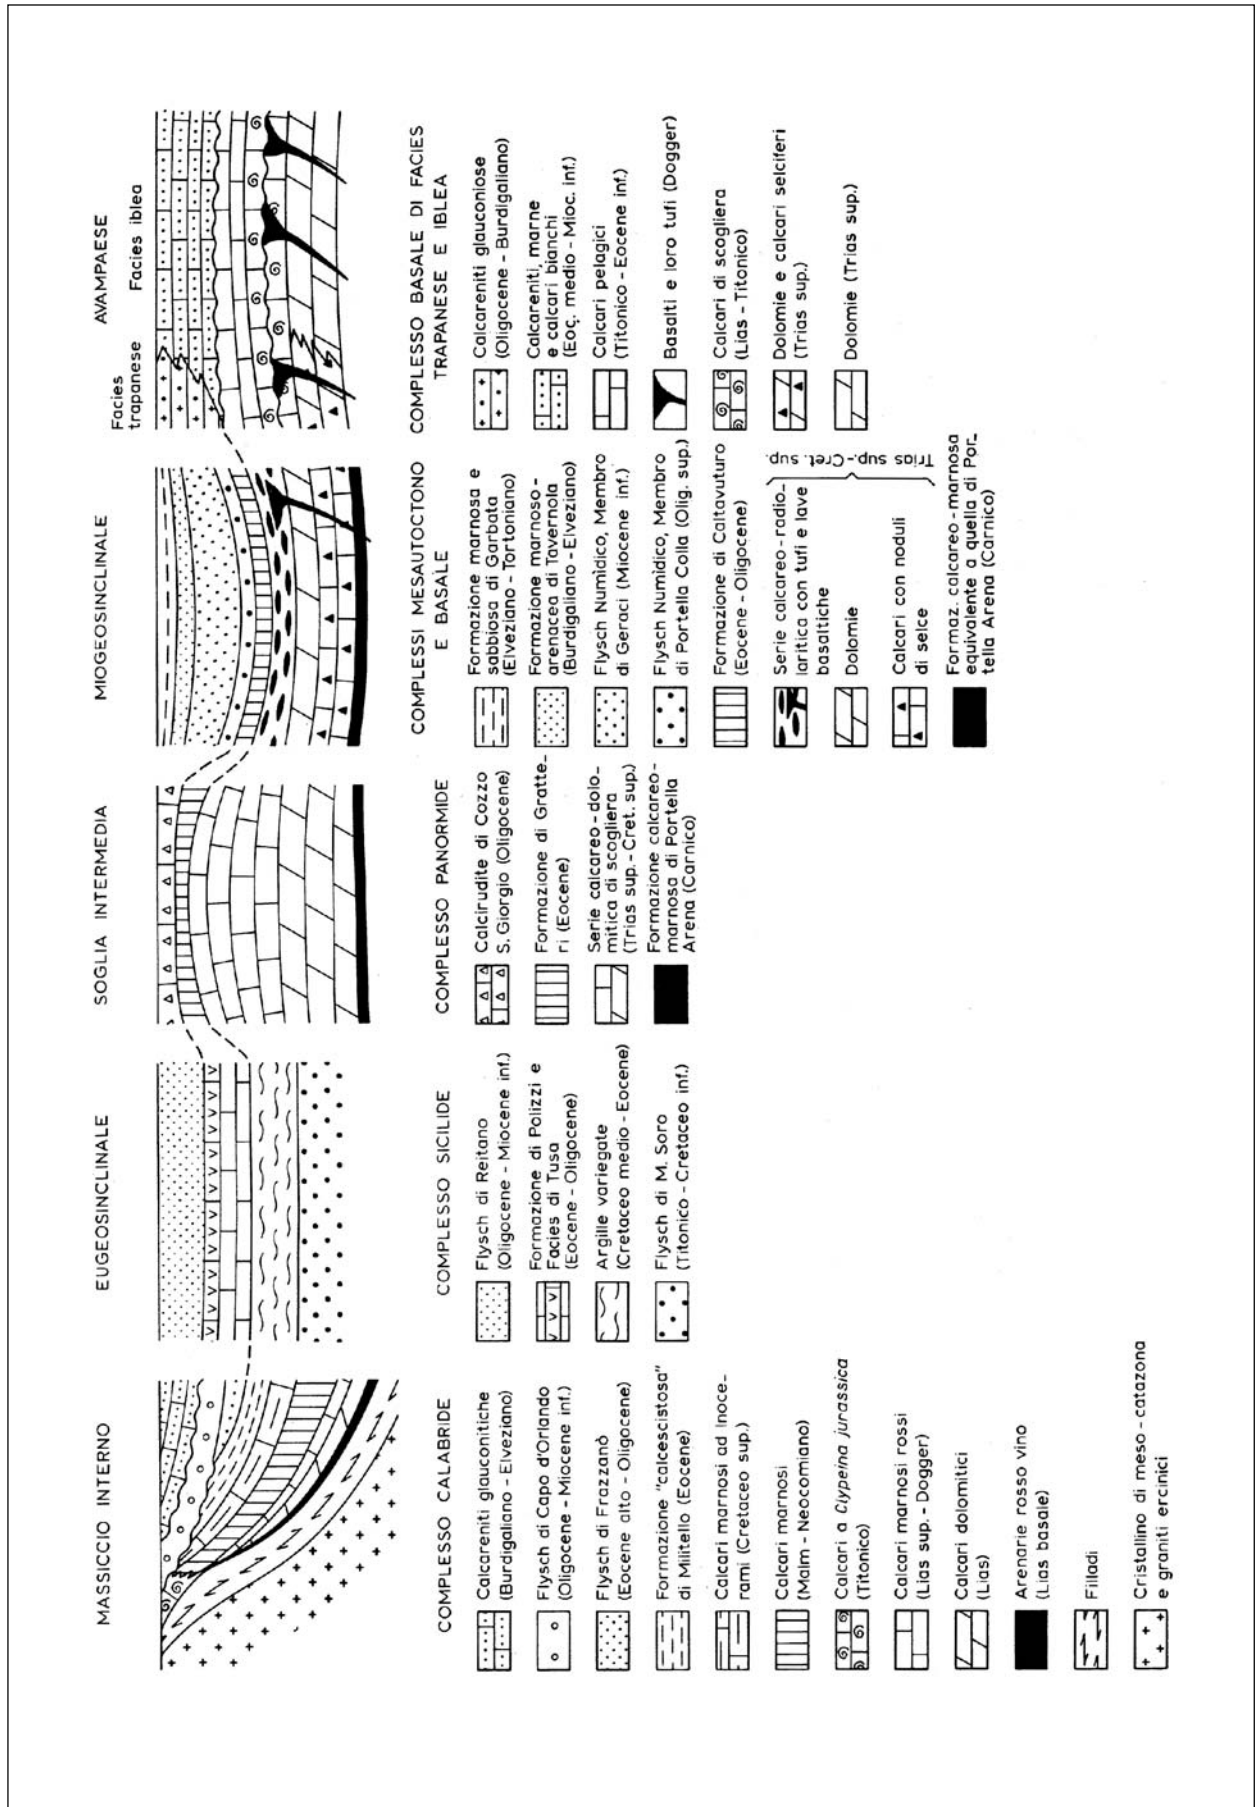 MASSICCIO INTERNO
EUGEOSINCLINALE
SOGLIA INTERMEDIA
MIOGEOSINCLINALE
AVAMPAESE
Facies
trapanese
Facies iblea
COMPLESSO CALABRIDE
Calcareniti glauconitiche
(Burdigaliano - Elveziano)
Flysch di Capo d'Orlando
(Oligocene - Miocene inf.)
Flysch di Frazzanò
(Eocene alto - Oligocene)
Formazione "calcescistosa"
di Militello (Eocene)
Calcari marnosi ad Inoce_
rami (Cretaceo sup.)
Calcari marnosi
(Malm - Neocomiano)
Calcari a Clypeina jurassica
(Titonico)
Calcari marnosi rossi
(Lias sup. - Dogger)
Calcari dolomitici
(Lias)
Arenarie rosso vino
(Lias basale)
Filladi
Cristallino di meso - catazona
e graniti ercinici
COMPLESSO SICILIDE
Flysch di Reitano
(Oligocene - Miocene inf.)
Formazione di Polizzi e
Facies di Tusa
(Eocene - Oligocene)
Argille variegate
(Cretaceo medio - Eocene)
Flysch di M. Soro
(Titonico - Cretaceo inf.)
COMPLESSO PANORMIDE
Calcirudite di Cozzo
S. Giorgio (Oligocene)
Formazione di Gratte-
ri (Eocene)
Serie calcareo - dolo_
mitica di scogliera
(Trias sup. - Cret. sup.)
Formazione calcareo-
marnosa di Portella
Arena (Carnico)
COMPLESSI MESAUTOCTONO
E BASALE
Formazione marnosa e
sabbiosa di Garbata
(Elveziano - Tortoniano)
Formazione marnoso-
arenacea di Tavernola
(Burdigaliano - Elveziano)
Flysch Numidico, Membro
di Geraci (Miocene inf.)
Flysch Numidico, Membro
di Portella Colla (Olig. sup.)
Formazione di Caltavuturo
(Eocene - Oligocene)
Serie calcareo - radio_
laritica con tufi e lave
basaltiche
Dolomie
Calcari con noduli
di selce
Trias sup. - Cret. sup.
Formaz. calcareo - marnosa
equivalente a quella di Por_
tella Arena (Carnico)
COMPLESSO BASALE DI FACIES
TRAPANESE E IBLEA
Calcareniti glauconiose
(Oligocene - Burdigaliano)
Calcareniti, marne
e calcari bianchi
(Eoc. medio - Mioc. inf.)
Calcari pelagici
(Titonico - Eocene inf.)
Basalti e loro tufi (Dogger)
Calcari di scogliera
(Lias - Titonico)
Dolomie e calcari selciferi
(Trias sup.)
Dolomie (Trias sup.)